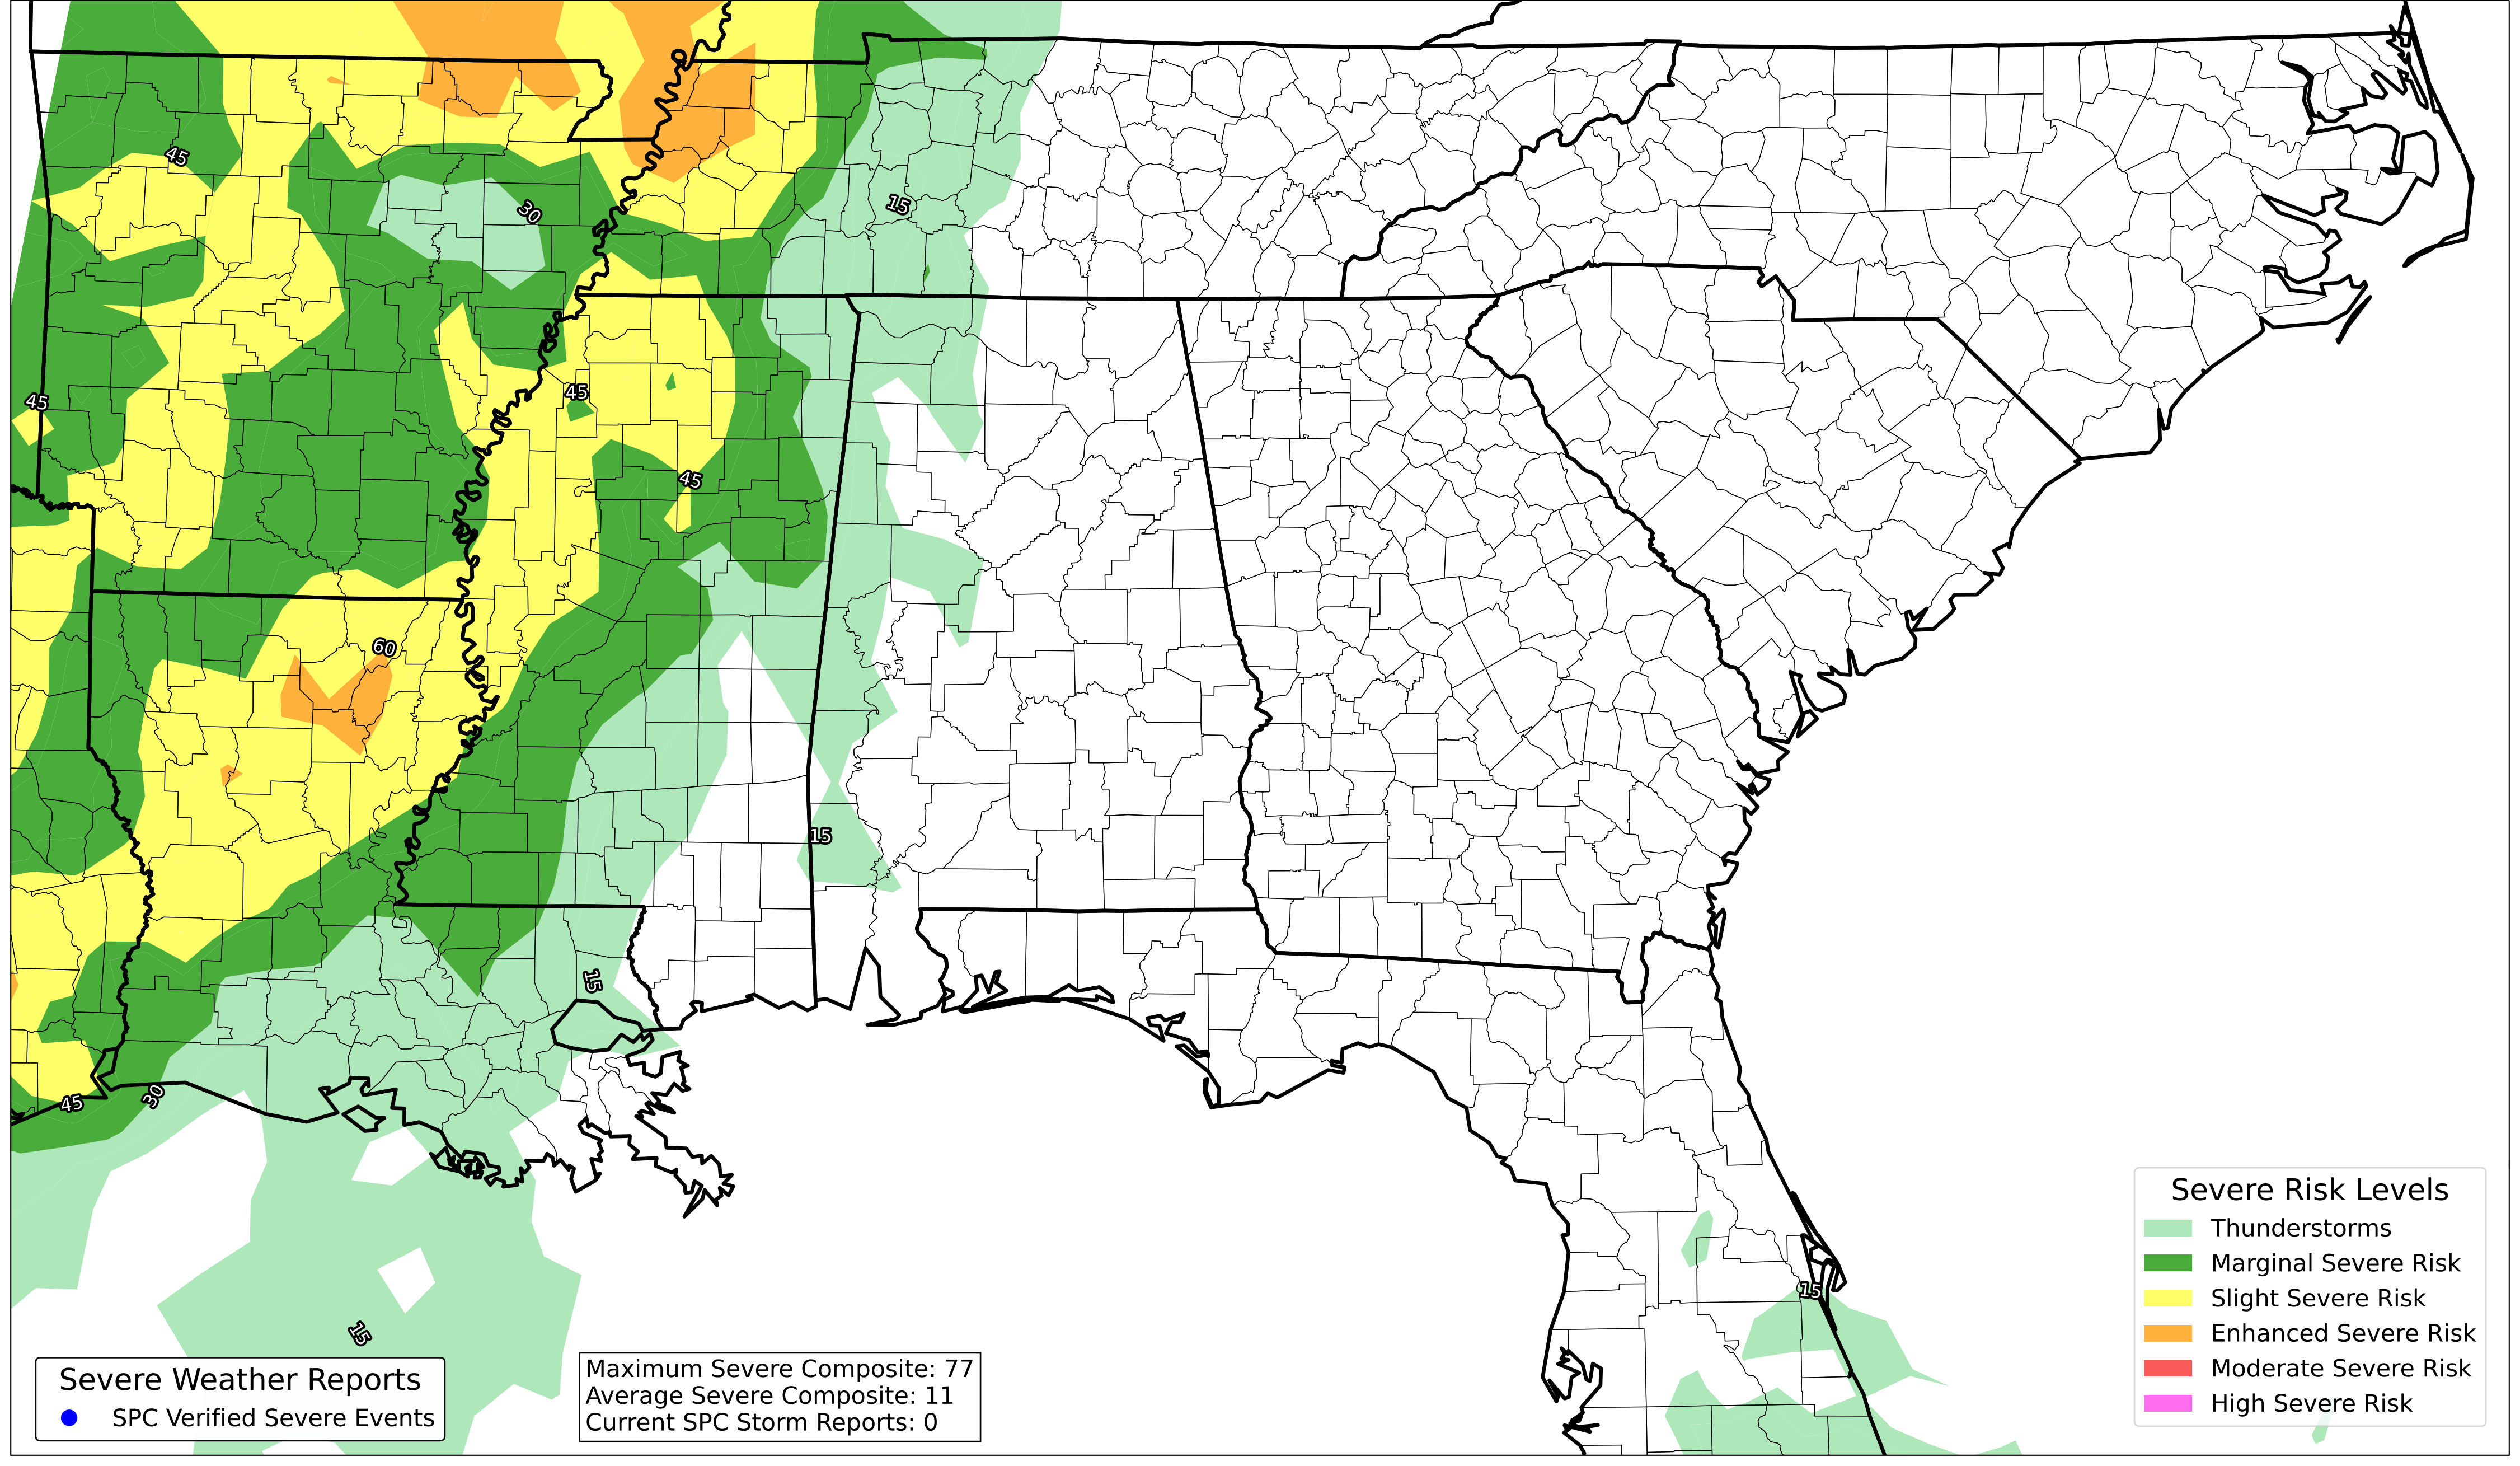 45
30
15
45
45
45
60
15
15
45
30
15
15
Severe Weather Reports
SPC Verified Severe Events
Maximum Severe Composite: 77
Average Severe Composite: 11
Current SPC Storm Reports: 0
Severe Risk Levels
Thunderstorms
Marginal Severe Risk
Slight Severe Risk
Enhanced Severe Risk
Moderate Severe Risk
High Severe Risk